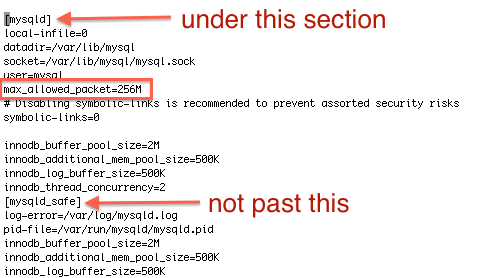 [mysqld]
under this section
local-infile=0
datadir=/var/lib/mysql
socket=/var/lib/mysql/mysql.sock
user=mysql
max_allowed_packet=256M
# Disabling symbolic-links is recommended to prevent assorted security risks
symbolic-links=0
innodb_buffer_pool_size=2M
innodb_additional_mem_pool_size=500K
innodb_log_buffer_size=500K
innodb_thread_concurrency=2
[mysqld_safe]
not past this
log-error=/var/log/mysqld.log
pid-file=/var/run/mysqld/mysqld.pid
innodb_buffer_pool_size=2M
innodb_additional_mem_pool_size=500K
innodb_log_buffer_size=500K